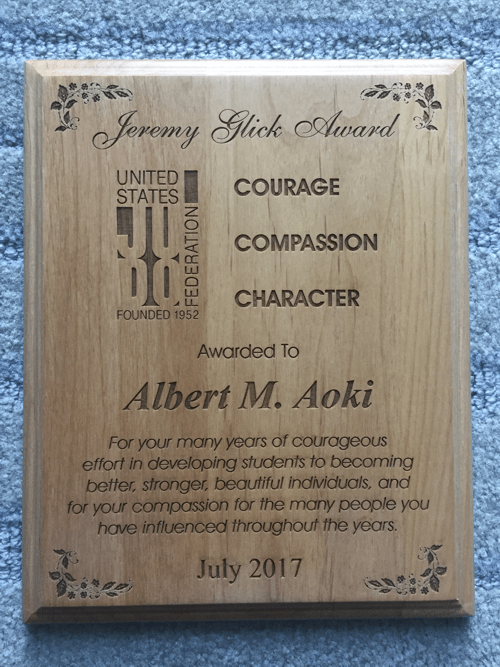 Jeremy Glick Award
UNITED
STATES
JUDO
FEDERATION
FOUNDED 1952
COURAGE
COMPASSION
CHARACTER
Awarded To
Albert M. Aoki
For your many years of courageous
effort in developing students to becoming
better, stronger, beautiful individuals, and
for your compassion for the many people you
have influenced throughout the years.
July 2017